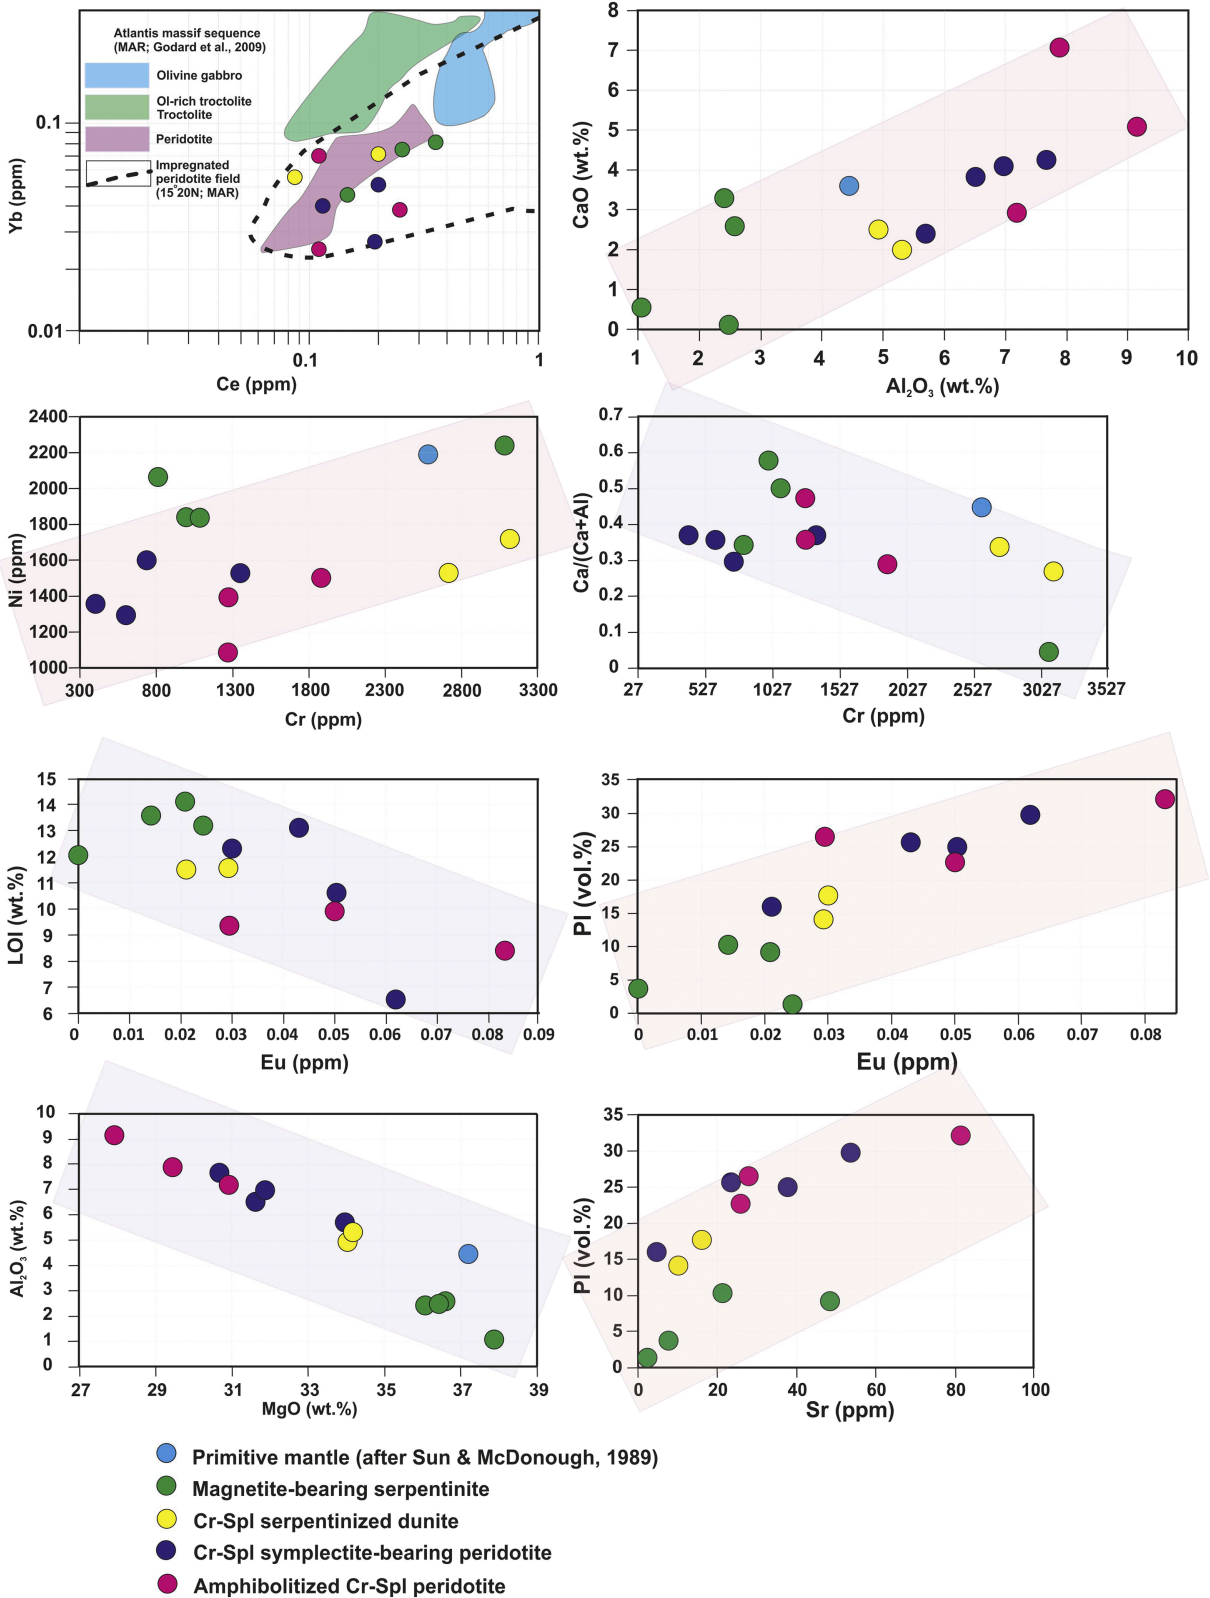 Atlantis massif sequence
(MAR; Godard et al., 2009)
Olivine gabbro
Ol-rich troctolite
Troctolite
Peridotite
Impregnated
peridotite field
(15°20N; MAR)
0.1
0.01
Yb (ppm)
0.1 1
Ce (ppm)
8
7
6
5
4
3
2
1
0
CaO (wt.%)
1 2 3 4 5 6 7 8 9 10
Al₂O₃ (wt.%)
2400
2200
2000
1800
1600
1400
1200
1000
Ni (ppm)
300 800 1300 1800 2300 2800 3300
Cr (ppm)
0.7
0.6
0.5
0.4
0.3
0.2
0.1
0
Ca/(Ca+Al)
27 527 1027 1527 2027 2527 3027 3527
Cr (ppm)
15
14
13
12
11
10
9
8
7
6
LOI (wt.%)
0 0.01 0.02 0.03 0.04 0.05 0.06 0.07 0.08 0.09
Eu (ppm)
35
30
25
20
15
10
5
0
Pl (vol.%)
0 0.01 0.02 0.03 0.04 0.05 0.06 0.07 0.08
Eu (ppm)
10
9
8
7
6
5
4
3
2
1
0
Al₂O₃ (wt.%)
27 29 31 33 35 37 39
MgO (wt.%)
35
30
25
20
15
10
5
0
Pl (vol.%)
0 20 40 60 80 100
Sr (ppm)
Primitive mantle (after Sun & McDonough, 1989)
Magnetite-bearing serpentinite
Cr-Spl serpentinized dunite
Cr-Spl symplectite-bearing peridotite
Amphibolitized Cr-Spl peridotite